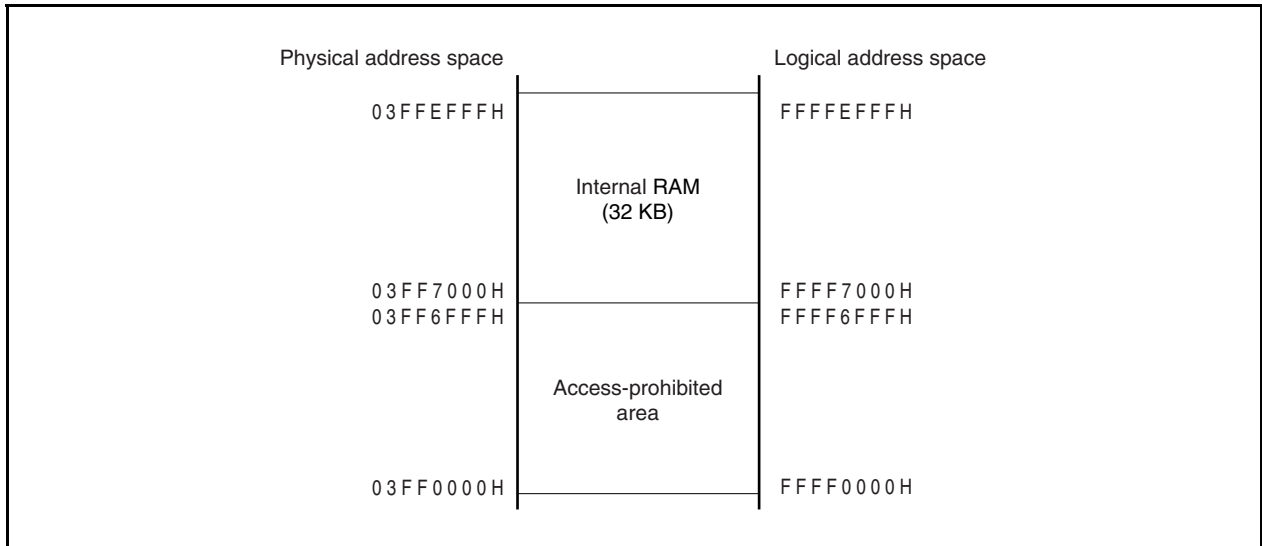 Physical address space
Logical address space
03FFEFFFH
FFFFEFFFH
Internal RAM
(32 KB)
03FF7000H
FFFF7000H
03FF6FFFH
FFFF6FFFH
Access-prohibited
area
03FF0000H
FFFF0000H